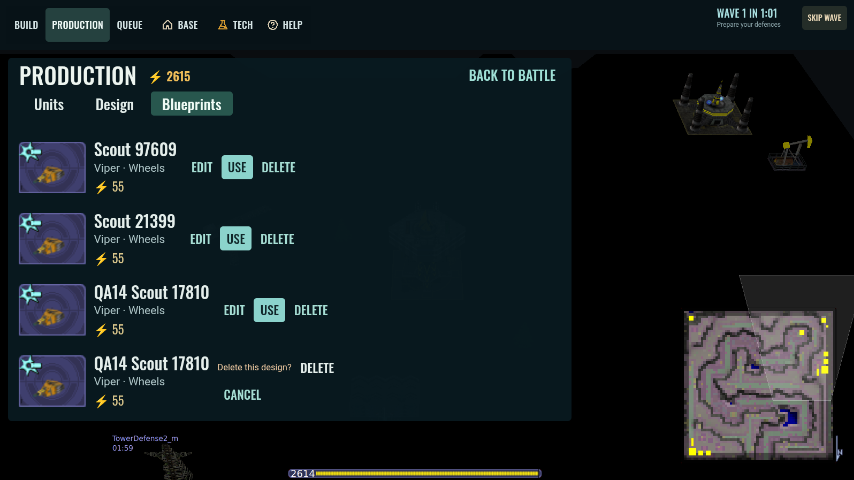 BUILD
PRODUCTION
QUEUE
BASE
TECH
HELP
WAVE 1 IN 1:01
Prepare your defences
SKIP WAVE
PRODUCTION
2615
BACK TO BATTLE
Units
Design
Blueprints
Scout 97609
Viper · Wheels
55
EDIT
USE
DELETE
Scout 21399
Viper · Wheels
55
EDIT
USE
DELETE
QA14 Scout 17810
Viper · Wheels
55
EDIT
USE
DELETE
QA14 Scout 17810
Viper · Wheels
55
Delete this design?
DELETE
CANCEL
TowerDefense2_m
01:59
2614
N